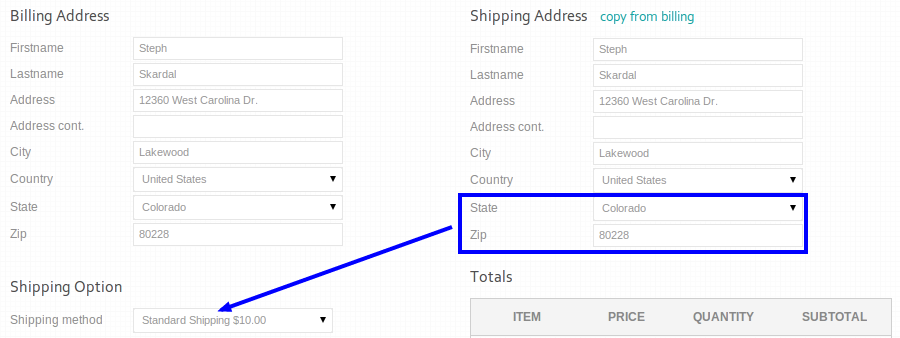 Billing Address
Firstname Steph
Lastname Skardal
Address 12360 West Carolina Dr.
Address cont.
City Lakewood
Country United States
State Colorado
Zip 80228
Shipping Option
Shipping method Standard Shipping $10.00
Shipping Address copy from billing
Firstname Steph
Lastname Skardal
Address 12360 West Carolina Dr.
Address cont.
City Lakewood
Country United States
State Colorado
Zip 80228
Totals
ITEM PRICE QUANTITY SUBTOTAL